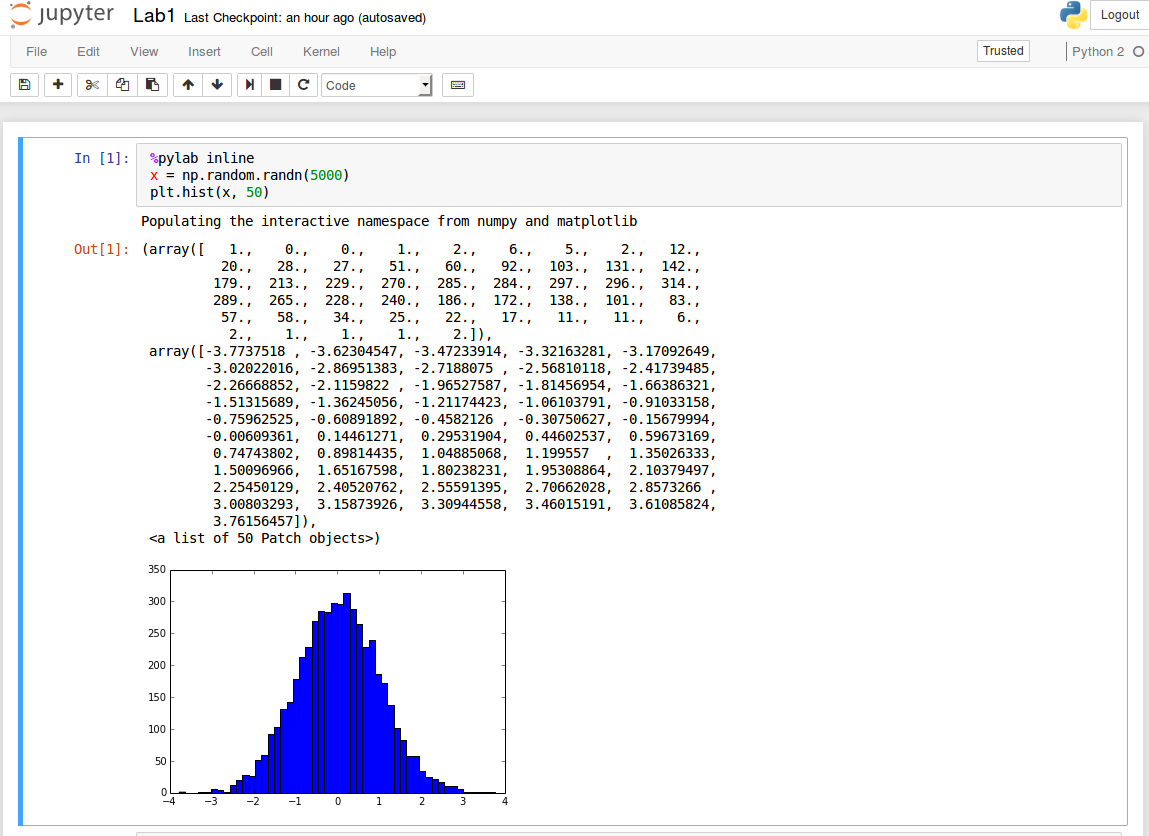 jupyter Lab1 Last Checkpoint: an hour ago (autosaved) Logout
File Edit View Insert Cell Kernel Help Trusted Python 2
Code
In [1]: %pylab inline
x = np.random.randn(5000)
plt.hist(x, 50)
Populating the interactive namespace from numpy and matplotlib
Out[1]: (array([   1.,    0.,    0.,    1.,    2.,    6.,    5.,    2.,   12.,
20.,   28.,   27.,   51.,   60.,   92.,  103.,  131.,  142.,
179.,  213.,  229.,  270.,  285.,  284.,  297.,  296.,  314.,
289.,  265.,  228.,  240.,  186.,  172.,  138.,  101.,   83.,
57.,   58.,   34.,   25.,   22.,   17.,   11.,   11.,    6.,
2.,    1.,    1.,    1.,    2.]),
array([-3.7737518 , -3.62304547, -3.47233914, -3.32163281, -3.17092649,
-3.02022016, -2.86951383, -2.7188075 , -2.56810118, -2.41739485,
-2.26668852, -2.1159822 , -1.96527587, -1.81456954, -1.66386321,
-1.51315689, -1.36245056, -1.21174423, -1.06103791, -0.91033158,
-0.75962525, -0.60891892, -0.4582126 , -0.30750627, -0.15679994,
-0.00609361,  0.14461271,  0.29531904,  0.44602537,  0.59673169,
0.74743802,  0.89814435,  1.04885068,  1.199557  ,  1.35026333,
1.50096966,  1.65167598,  1.80238231,  1.95308864,  2.10379497,
2.25450129,  2.40520762,  2.55591395,  2.70662028,  2.8573266 ,
3.00803293,  3.15873926,  3.30944558,  3.46015191,  3.61085824,
3.76156457]),
<a list of 50 Patch objects>)
350
300
250
200
150
100
50
0
−4 −3 −2 −1 0 1 2 3 4